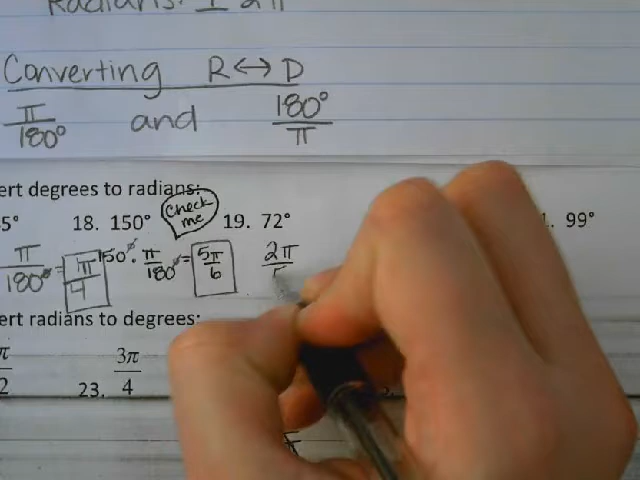 Radians: 2π
Converting R↔D
π/180° and 180°/π
ert degrees to radians:
5° 18. 150° check me 19. 72° . 99°
π/180° = π/4 150° · π/180° = 5π/6 2π/5
ert radians to degrees:
π/2 23. 3π/4